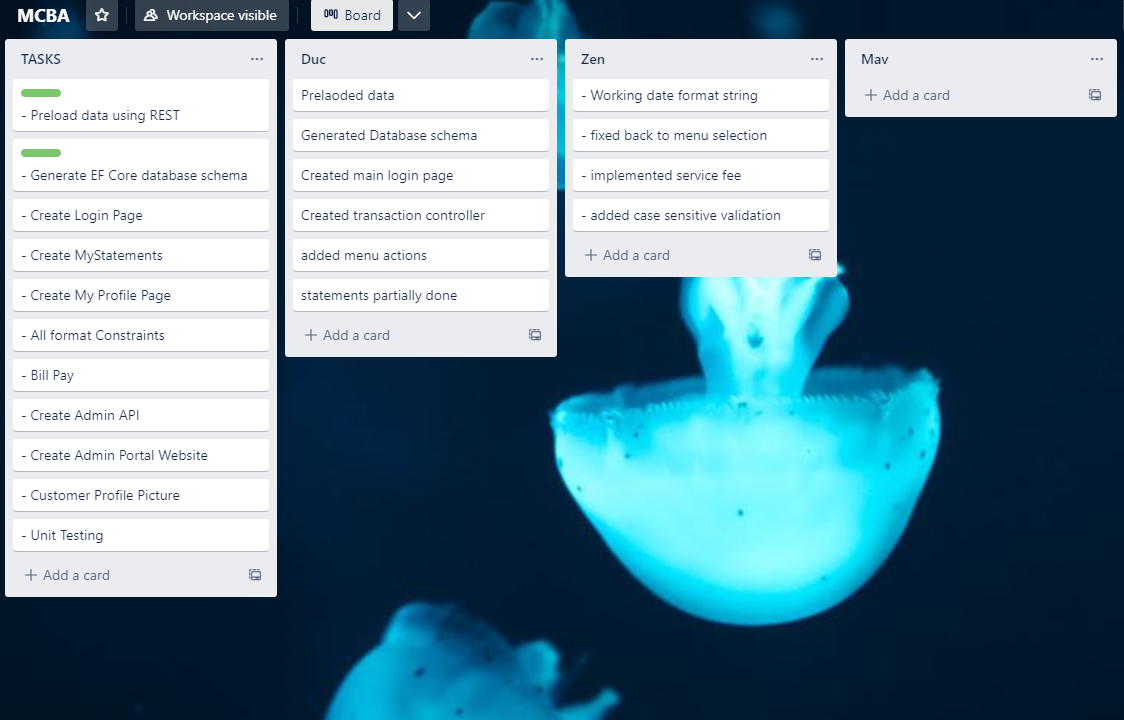 MCBA
Workspace visible
Board
TASKS
- Preload data using REST
- Generate EF Core database schema
- Create Login Page
- Create MyStatements
- Create My Profile Page
- All format Constraints
- Bill Pay
- Create Admin API
- Create Admin Portal Website
- Customer Profile Picture
- Unit Testing
+ Add a card
Duc
Prelaoded data
Generated Database schema
Created main login page
Created transaction controller
added menu actions
statements partially done
+ Add a card
Zen
- Working date format string
- fixed back to menu selection
- implemented service fee
- added case sensitive validation
+ Add a card
Mav
+ Add a card